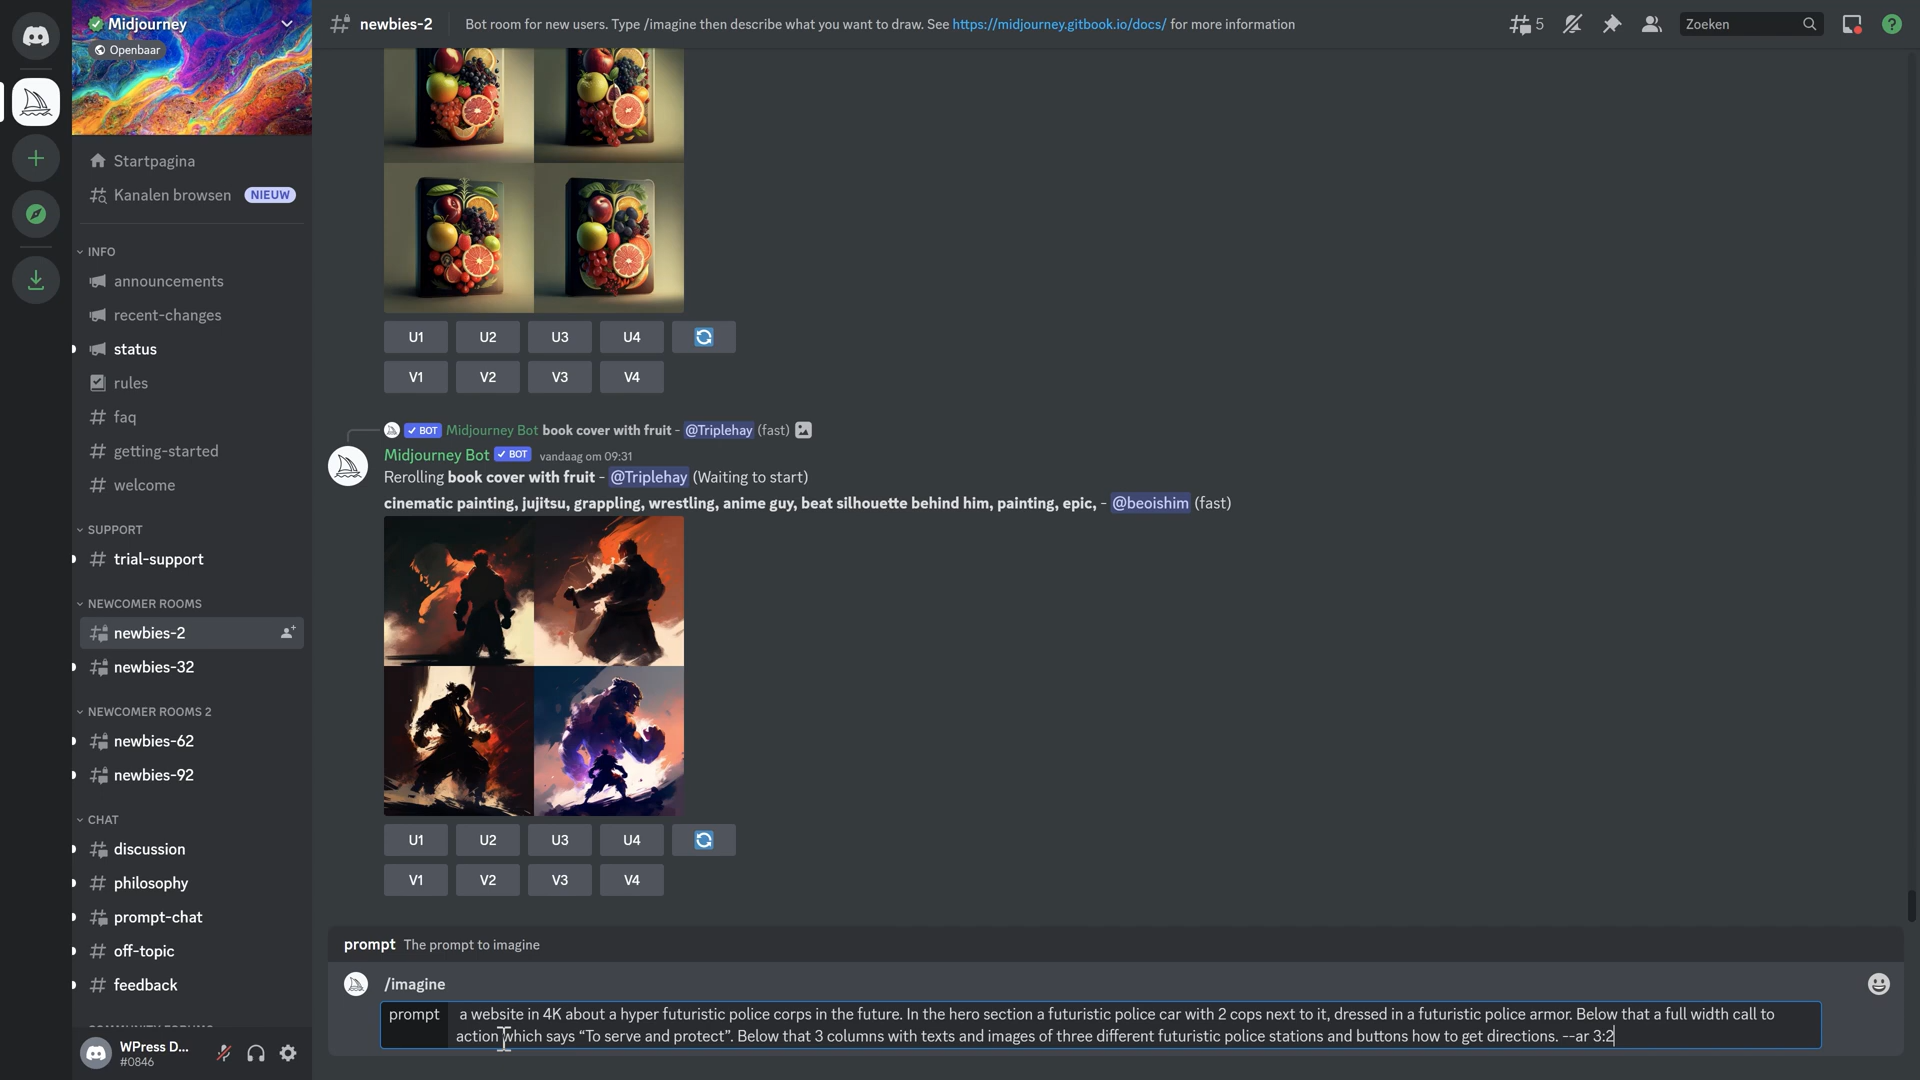 Midjourney
Openbaar
Startpagina
Kanalen browsen NIEUW
INFO
announcements
recent-changes
status
rules
faq
getting-started
welcome
SUPPORT
trial-support
NEWCOMER ROOMS
newbies-2
newbies-32
NEWCOMER ROOMS 2
newbies-62
newbies-92
CHAT
discussion
philosophy
prompt-chat
off-topic
feedback
COMMUNITY FORUMS
WPress D...
#0846
newbies-2 Bot room for new users. Type /imagine then describe what you want to draw. See https://midjourney.gitbook.io/docs/ for more information
5
Zoeken
U1 U2 U3 U4
V1 V2 V3 V4
BOT Midjourney Bot book cover with fruit - @Triplehay (fast)
Midjourney Bot BOT vandaag om 09:31
Rerolling book cover with fruit - @Triplehay (Waiting to start)
cinematic painting, jujitsu, grappling, wrestling, anime guy, beat silhouette behind him, painting, epic, - @beoishim (fast)
U1 U2 U3 U4
V1 V2 V3 V4
prompt The prompt to imagine
/imagine
prompt a website in 4K about a hyper futuristic police corps in the future. In the hero section a futuristic police car with 2 cops next to it, dressed in a futuristic police armor. Below that a full width call to
action which says “To serve and protect”. Below that 3 columns with texts and images of three different futuristic police stations and buttons how to get directions. --ar 3:2